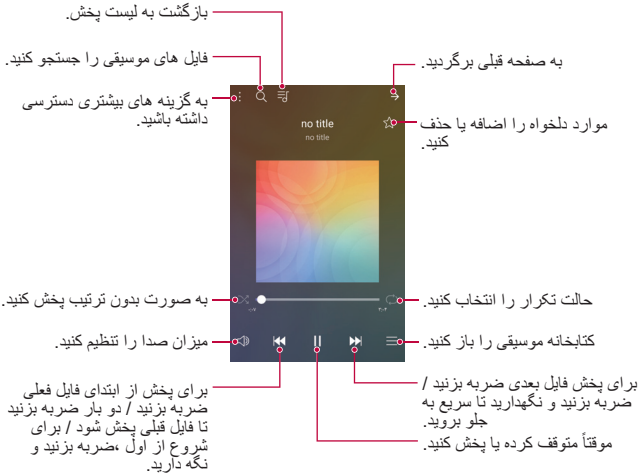 بازگشت به لیست پخش.
فایل های موسیقی را جستجو کنید.
به گزینه های بیشتری دسترسی
داشته باشید.
به صفحه قبلی برگردید.
موارد دلخواه را اضافه یا حذف
کنید.
no title
no title
به صورت بدون ترتیب پخش کنید.
میزان صدا را تنظیم کنید.
برای پخش از ابتدای فایل فعلی
ضربه بزنید / دو بار ضربه بزنید
تا فایل قبلی پخش شود / برای
شروع از اول ،ضربه بزنید و
نگه دارید.
حالت تکرار را انتخاب کنید.
کتابخانه موسیقی را باز کنید.
برای پخش فایل بعدی ضربه بزنید /
ضربه بزنید و نگهدارید تا سریع به
جلو بروید.
موقتاً متوقف کرده یا پخش کنید.